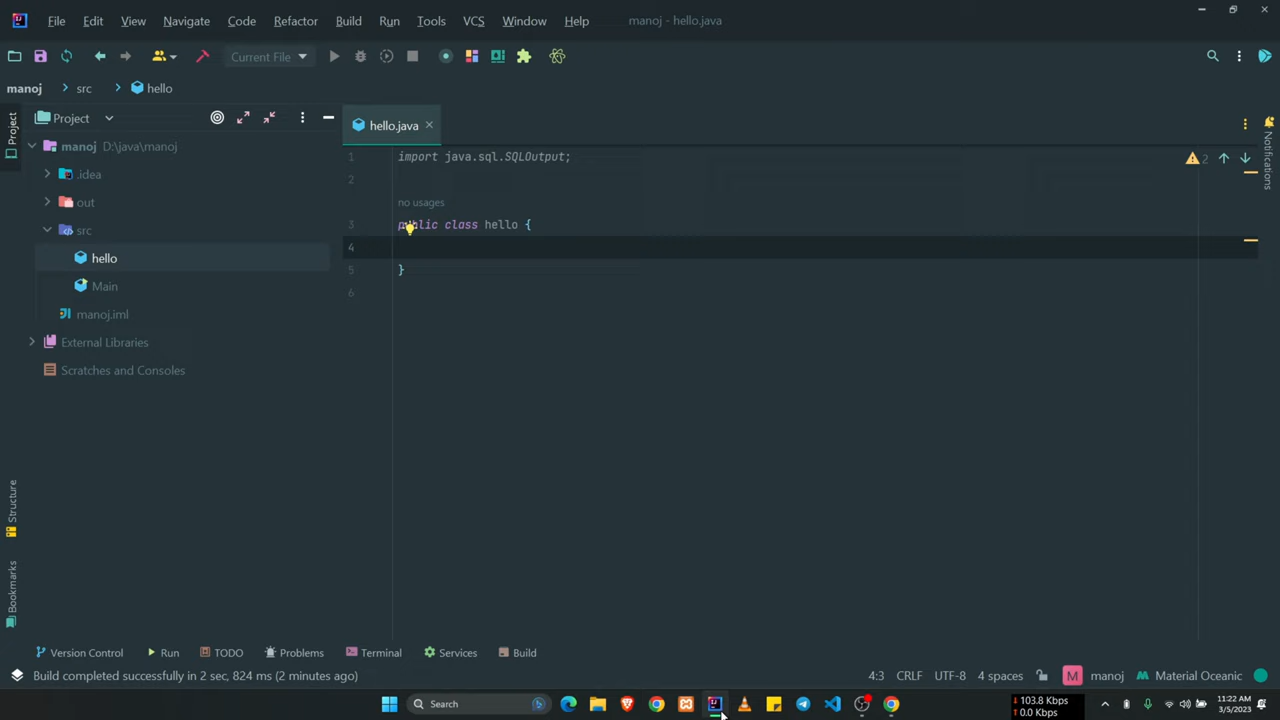 File Edit View Navigate Code Refactor Build Run Tools VCS Window Help manoj - hello.java
Current File
manoj src hello
Project
Project
hello.java
manoj D:\java\manoj
.idea
out
src
hello
Main
manoj.iml
External Libraries
Scratches and Consoles
1 import java.sql.SQLOutput;
2
no usages
3 public class hello {
4
5 }
6
2
Notifications
Structure
Bookmarks
Version Control Run TODO Problems Terminal Services Build
Build completed successfully in 2 sec, 824 ms (2 minutes ago) 4:3 CRLF UTF-8 4 spaces M manoj Material Oceanic
Search
103.8 Kbps
0.0 Kbps
11:22 AM
3/5/2023